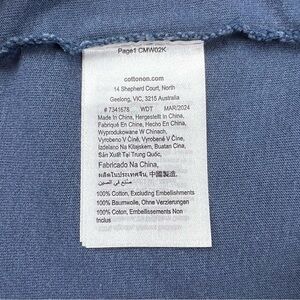 Page1 CMW02K
cottonon.com
14 Shepherd Court, North
Geelong, VIC, 3215 Australia
# 7341678 WDT MAR/2024
Made In China, Hergestellt In China,
Fabriqué En Chine, Hecho En China,
Wyprodukowane W Chinach,
Vyrobeno V Číně, Vyrobené V Číne,
Izdelano Na Kitajskem, Buatan Cina,
Sản Xuất Tại Trung Quốc,
Fabricado Na China,
ผลิตในประเทศจีน, 中國製造,
صنع في الصين
100% Cotton, Excluding Embellishments
100% Baumwolle, Ohne Verzierungen
100% Coton, Embellissements Non
Inclus